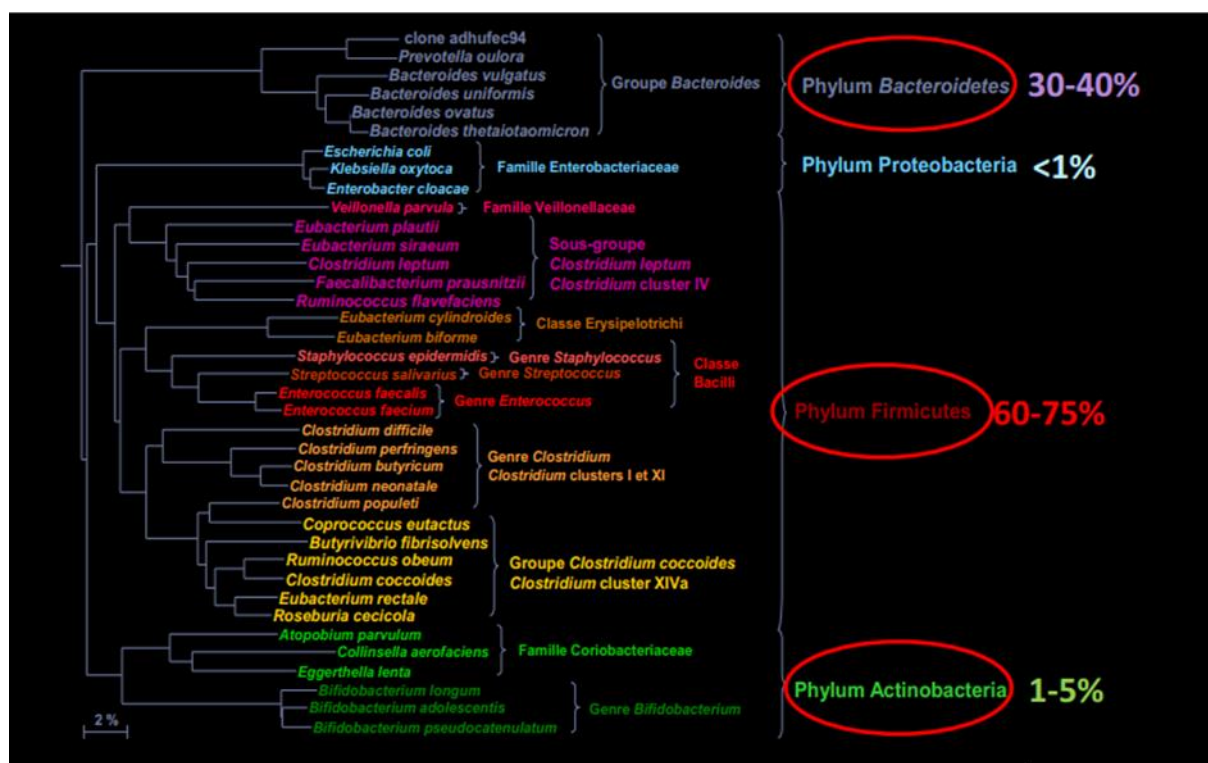 clone adhufec94
Prevotella oulora
Bacteroides vulgatus
Bacteroides uniformis
Bacteroides ovatus
Bacteroides thetaiotaomicron
Groupe Bacteroides
Phylum Bacteroidetes
30-40%
Escherichia coli
Klebsiella oxytoca
Enterobacter cloacae
Famille Enterobacteriaceae
Phylum Proteobacteria
<1%
Veillonella parvula
Famille Veillonellaceae
Eubacterium plautii
Eubacterium siraeum
Clostridium leptum
Faecalibacterium prausnitzii
Ruminococcus flavefaciens
Sous-groupe
Clostridium leptum
Clostridium cluster IV
Eubacterium cylindroides
Eubacterium biforme
Classe Erysipelotrichi
Staphylococcus epidermidis
Genre Staphylococcus
Streptococcus salivarius
Genre Streptococcus
Enterococcus faecalis
Enterococcus faecium
Genre Enterococcus
Classe
Bacilli
Phylum Firmicutes
60-75%
Clostridium difficile
Clostridium perfringens
Clostridium butyricum
Clostridium neonatale
Clostridium populeti
Genre Clostridium
Clostridium clusters I et XI
Coprococcus eutactus
Butyrivibrio fibrisolvens
Ruminococcus obeum
Clostridium coccoides
Eubacterium rectale
Roseburia cecicola
Groupe Clostridium coccoides
Clostridium cluster XIVa
Atopobium parvulum
Collinsella aerofaciens
Eggerthella lenta
Famille Coriobacteriaceae
Bifidobacterium longum
Bifidobacterium adolescentis
Bifidobacterium pseudocatenulatum
Genre Bifidobacterium
Phylum Actinobacteria
1-5%
2 %